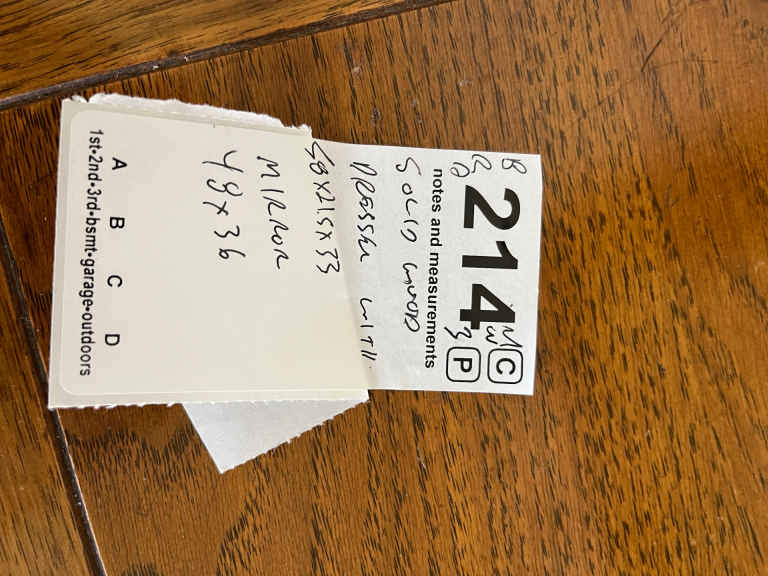 214
C
P
notes and measurements
SOLID WOOD
DRESSER WITH
58x21.5x33
MIRROR
48x36
A B C D
1st•2nd•3rd•bsmt•garage•outdoors